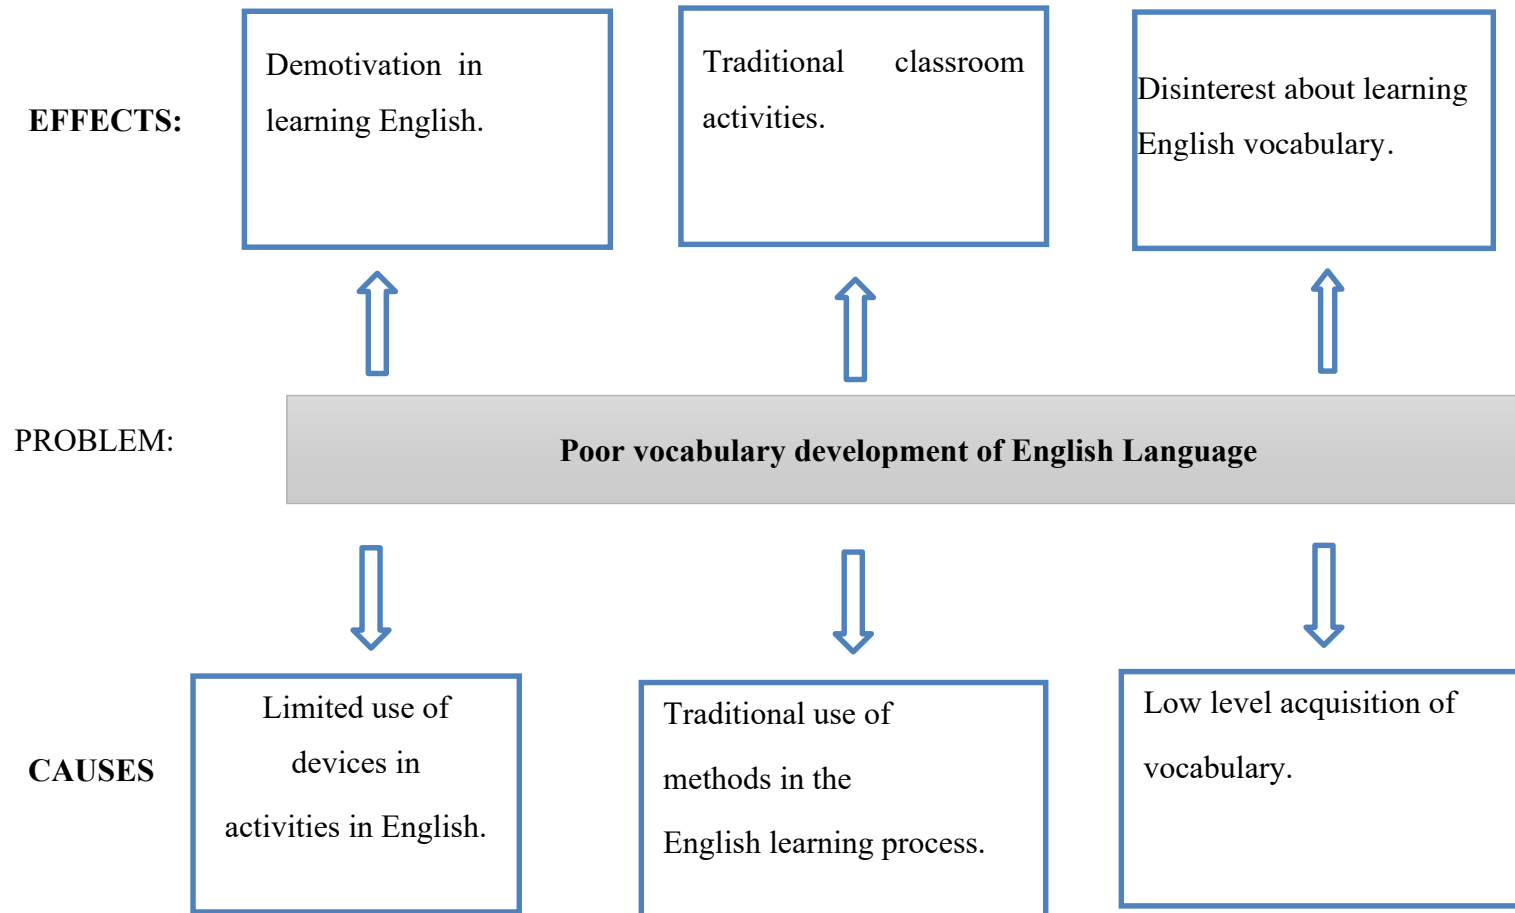 EFFECTS:
Demotivation in
learning English.
Traditional classroom
activities.
Disinterest about learning
English vocabulary.
PROBLEM:
Poor vocabulary development of English Language
CAUSES
Limited use of
devices in
activities in English.
Traditional use of
methods in the
English learning process.
Low level acquisition of
vocabulary.